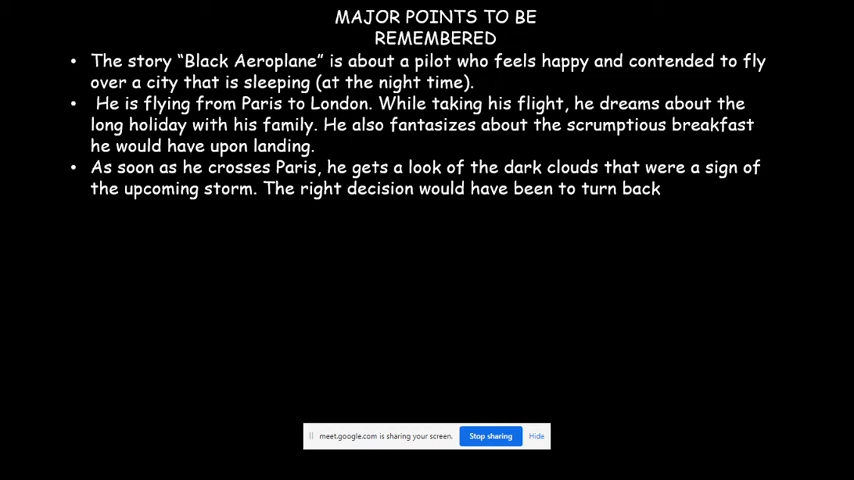 MAJOR POINTS TO BE
REMEMBERED
• The story “Black Aeroplane” is about a pilot who feels happy and contended to fly
over a city that is sleeping (at the night time).
• He is flying from Paris to London. While taking his flight, he dreams about the
long holiday with his family. He also fantasizes about the scrumptious breakfast
he would have upon landing.
• As soon as he crosses Paris, he gets a look of the dark clouds that were a sign of
the upcoming storm. The right decision would have been to turn back
meet.google.com is sharing your screen. Stop sharing Hide